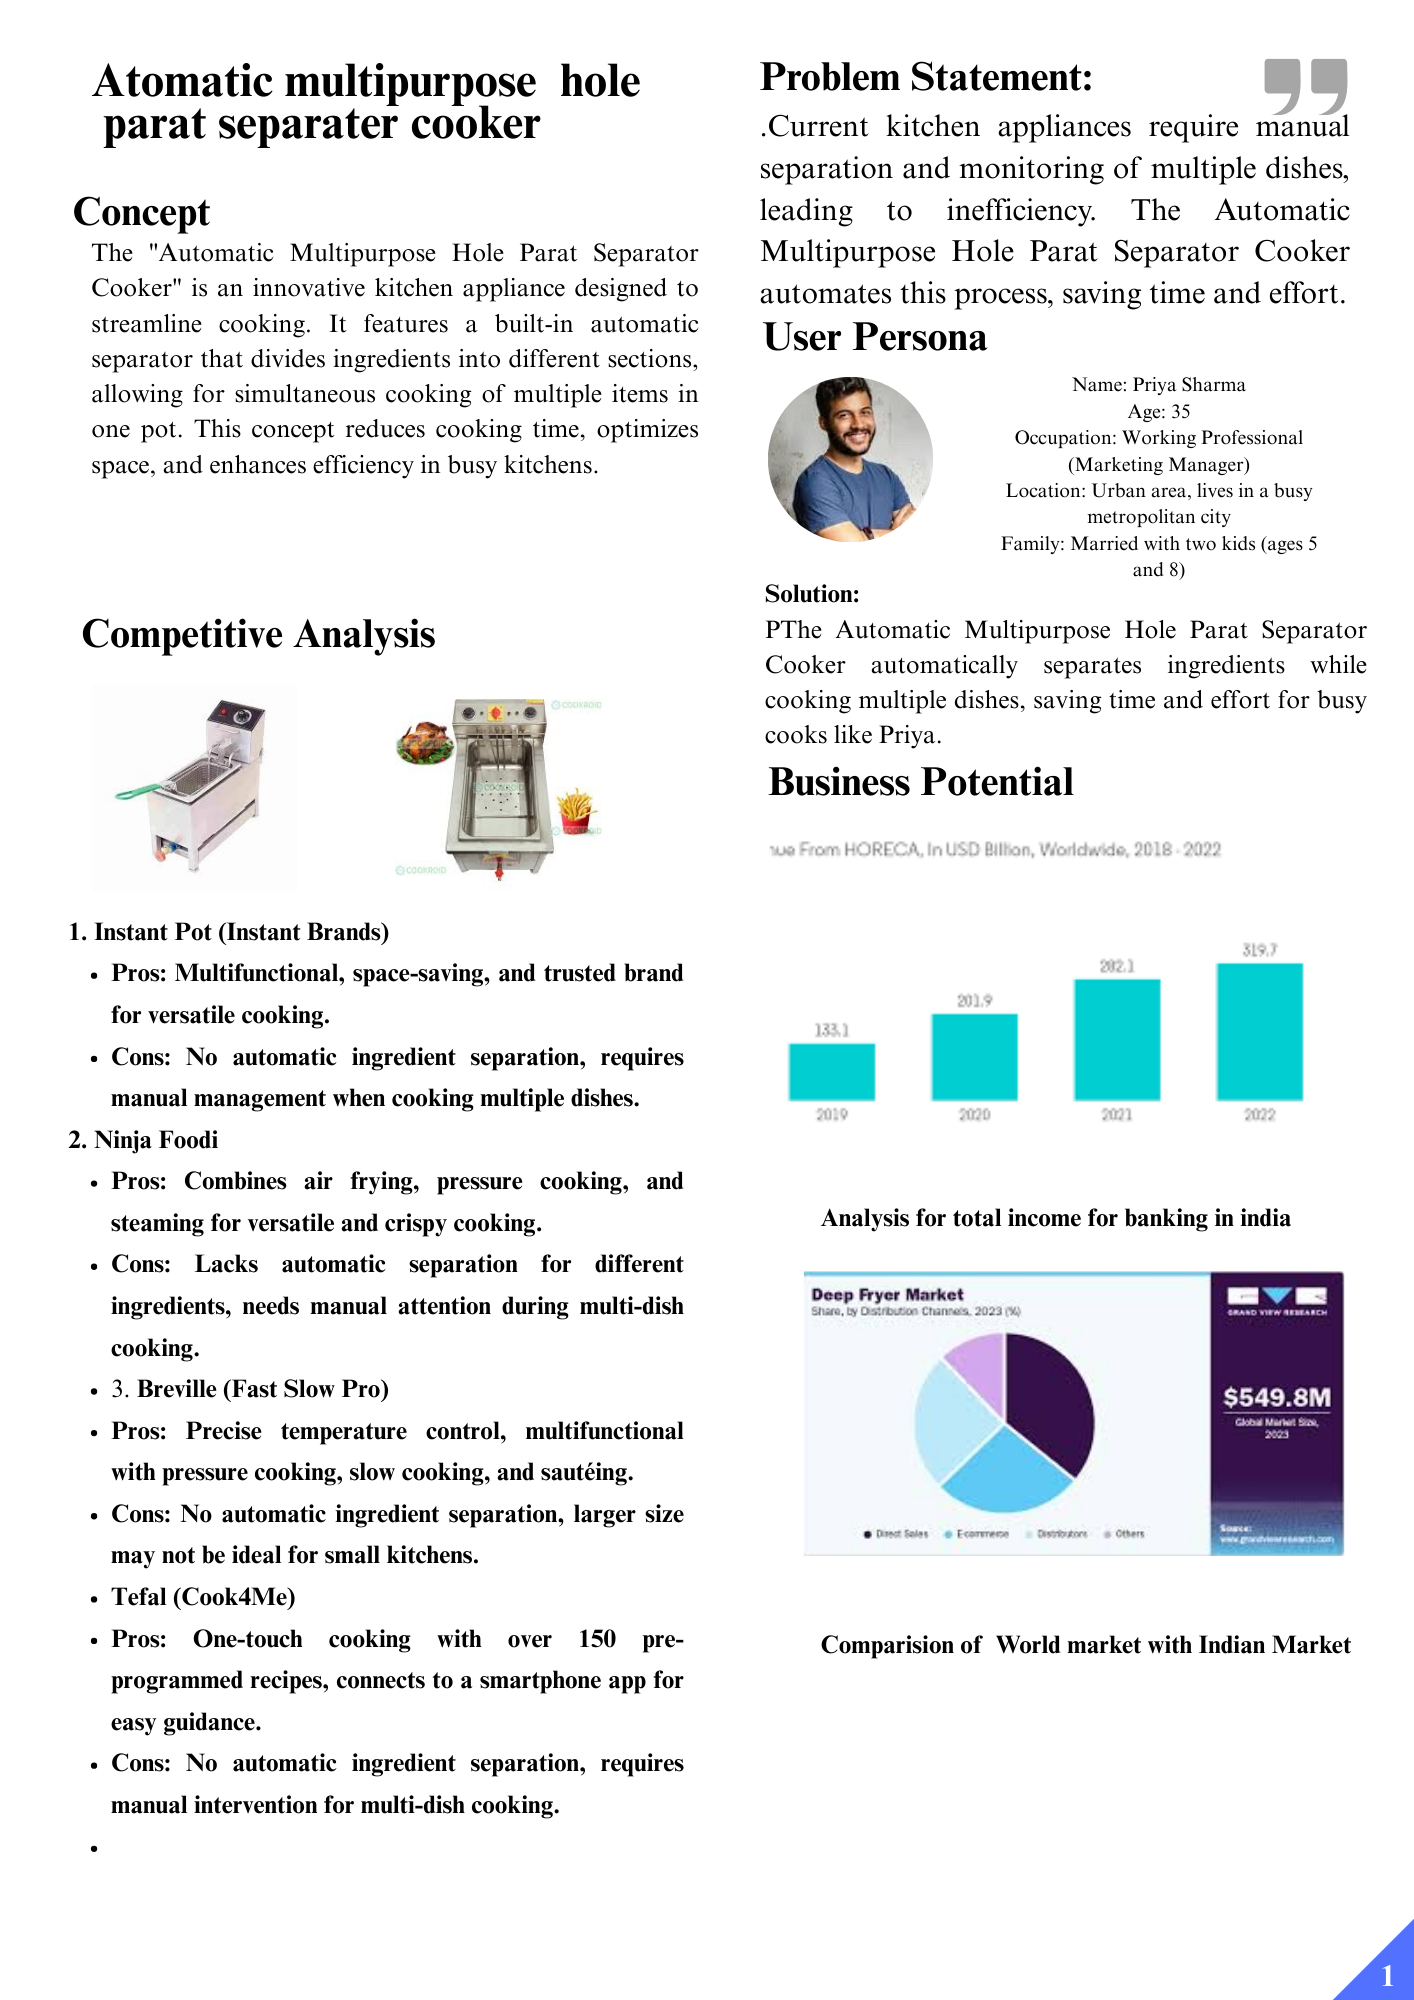 Atomatic multipurpose hole
parat separater cooker
Concept
The "Automatic Multipurpose Hole Parat Separator
Cooker" is an innovative kitchen appliance designed to
streamline cooking. It features a built-in automatic
separator that divides ingredients into different sections,
allowing for simultaneous cooking of multiple items in
one pot. This concept reduces cooking time, optimizes
space, and enhances efficiency in busy kitchens.
Competitive Analysis
COOKROID
COOKROID
COOKROID
COOKROID
1. Instant Pot (Instant Brands)
• Pros: Multifunctional, space-saving, and trusted brand
for versatile cooking.
• Cons: No automatic ingredient separation, requires
manual management when cooking multiple dishes.
2. Ninja Foodi
• Pros: Combines air frying, pressure cooking, and
steaming for versatile and crispy cooking.
• Cons: Lacks automatic separation for different
ingredients, needs manual attention during multi-dish
cooking.
• 3. Breville (Fast Slow Pro)
• Pros: Precise temperature control, multifunctional
with pressure cooking, slow cooking, and sautéing.
• Cons: No automatic ingredient separation, larger size
may not be ideal for small kitchens.
• Tefal (Cook4Me)
• Pros: One-touch cooking with over 150 pre-
programmed recipes, connects to a smartphone app for
easy guidance.
• Cons: No automatic ingredient separation, requires
manual intervention for multi-dish cooking.
•
Problem Statement:
.Current kitchen appliances require manual
separation and monitoring of multiple dishes,
leading to inefficiency. The Automatic
Multipurpose Hole Parat Separator Cooker
automates this process, saving time and effort.
User Persona
Name: Priya Sharma
Age: 35
Occupation: Working Professional
(Marketing Manager)
Location: Urban area, lives in a busy
metropolitan city
Family: Married with two kids (ages 5
and 8)
Solution:
PThe Automatic Multipurpose Hole Parat Separator
Cooker automatically separates ingredients while
cooking multiple dishes, saving time and effort for busy
cooks like Priya.
Business Potential
From HORECA, In USD Billion, Worldwide, 2018 - 2022
133.1
201.9
282.1
319.7
2019 2020 2021 2022
Analysis for total income for banking in india
Deep Fryer Market
Share, by Distribution Channels, 2023 (%)
GRAND VIEW RESEARCH
$549.8M
Global Market Size,
2023
Direct Sales E-commerce Distributors Others
Source:
www.grandviewresearch.com
Comparision of World market with Indian Market
1